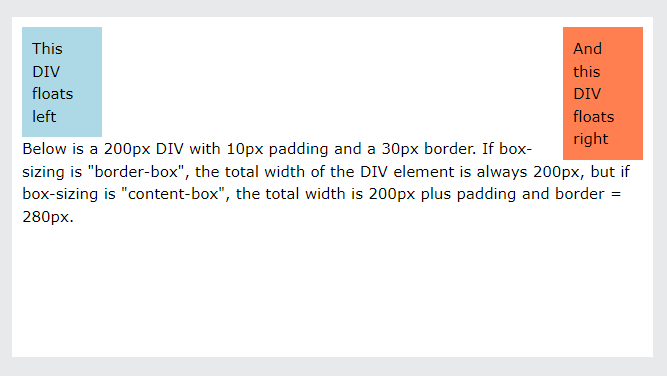 This
DIV
floats
left
And
this
DIV
floats
right
Below is a 200px DIV with 10px padding and a 30px border. If box-
sizing is "border-box", the total width of the DIV element is always 200px, but if
box-sizing is "content-box", the total width is 200px plus padding and border =
280px.